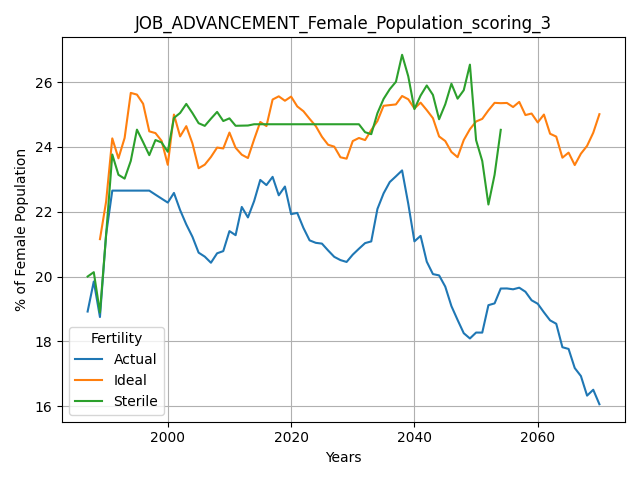 JOB_ADVANCEMENT_Female_Population_scoring_3
% of Female Population
26
24
22
20
18
16
Fertility
Actual
Ideal
Sterile
2000
2020
2040
2060
Years